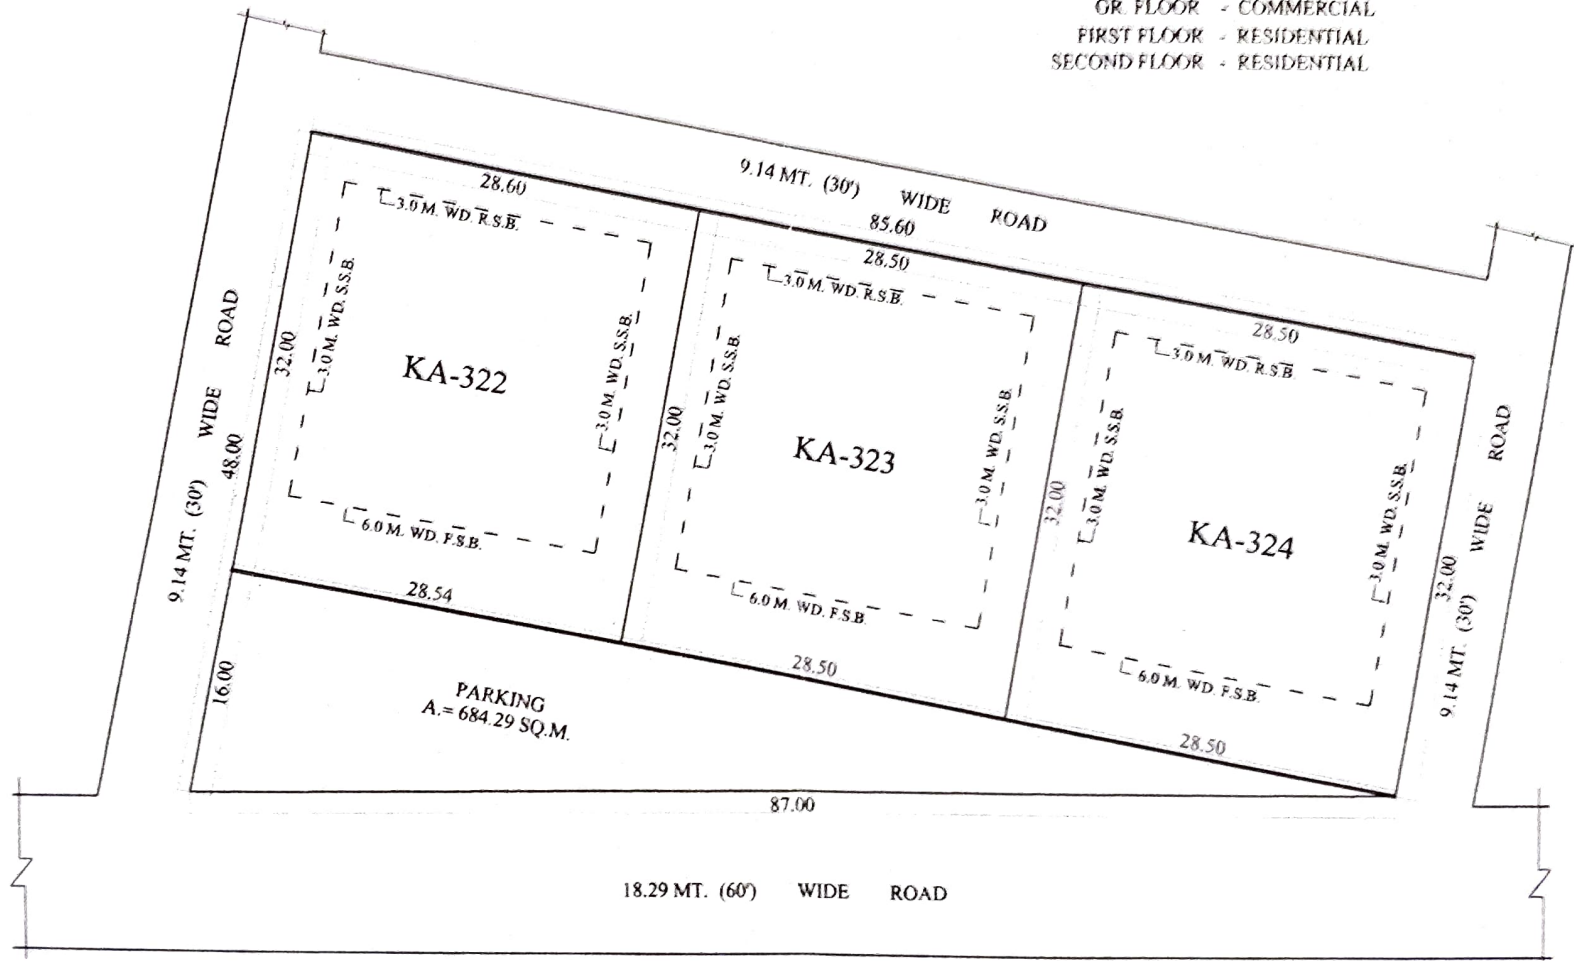 GR. FLOOR - COMMERCIAL
FIRST FLOOR - RESIDENTIAL
SECOND FLOOR - RESIDENTIAL
9.14 MT. (30') WIDE ROAD
85.60
28.60
28.50
28.50
3.0 M. WD. R.S.B.
3.0 M. WD. R.S.B.
3.0 M. WD. R.S.B.
9.14 MT. (30') WIDE ROAD
48.00
32.00
3.0 M. WD. S.S.B.
KA-322
3.0 M. WD. S.S.B.
32.00
3.0 M. WD. S.S.B.
KA-323
3.0 M. WD. S.S.B.
32.00
3.0 M. WD. S.S.B.
KA-324
3.0 M. WD. S.S.B.
32.00
9.14 MT. (30') WIDE ROAD
6.0 M. WD. F.S.B.
6.0 M. WD. F.S.B.
6.0 M. WD. F.S.B.
28.54
28.50
28.50
16.00
PARKING
A.= 684.29 SQ.M.
87.00
18.29 MT. (60') WIDE ROAD